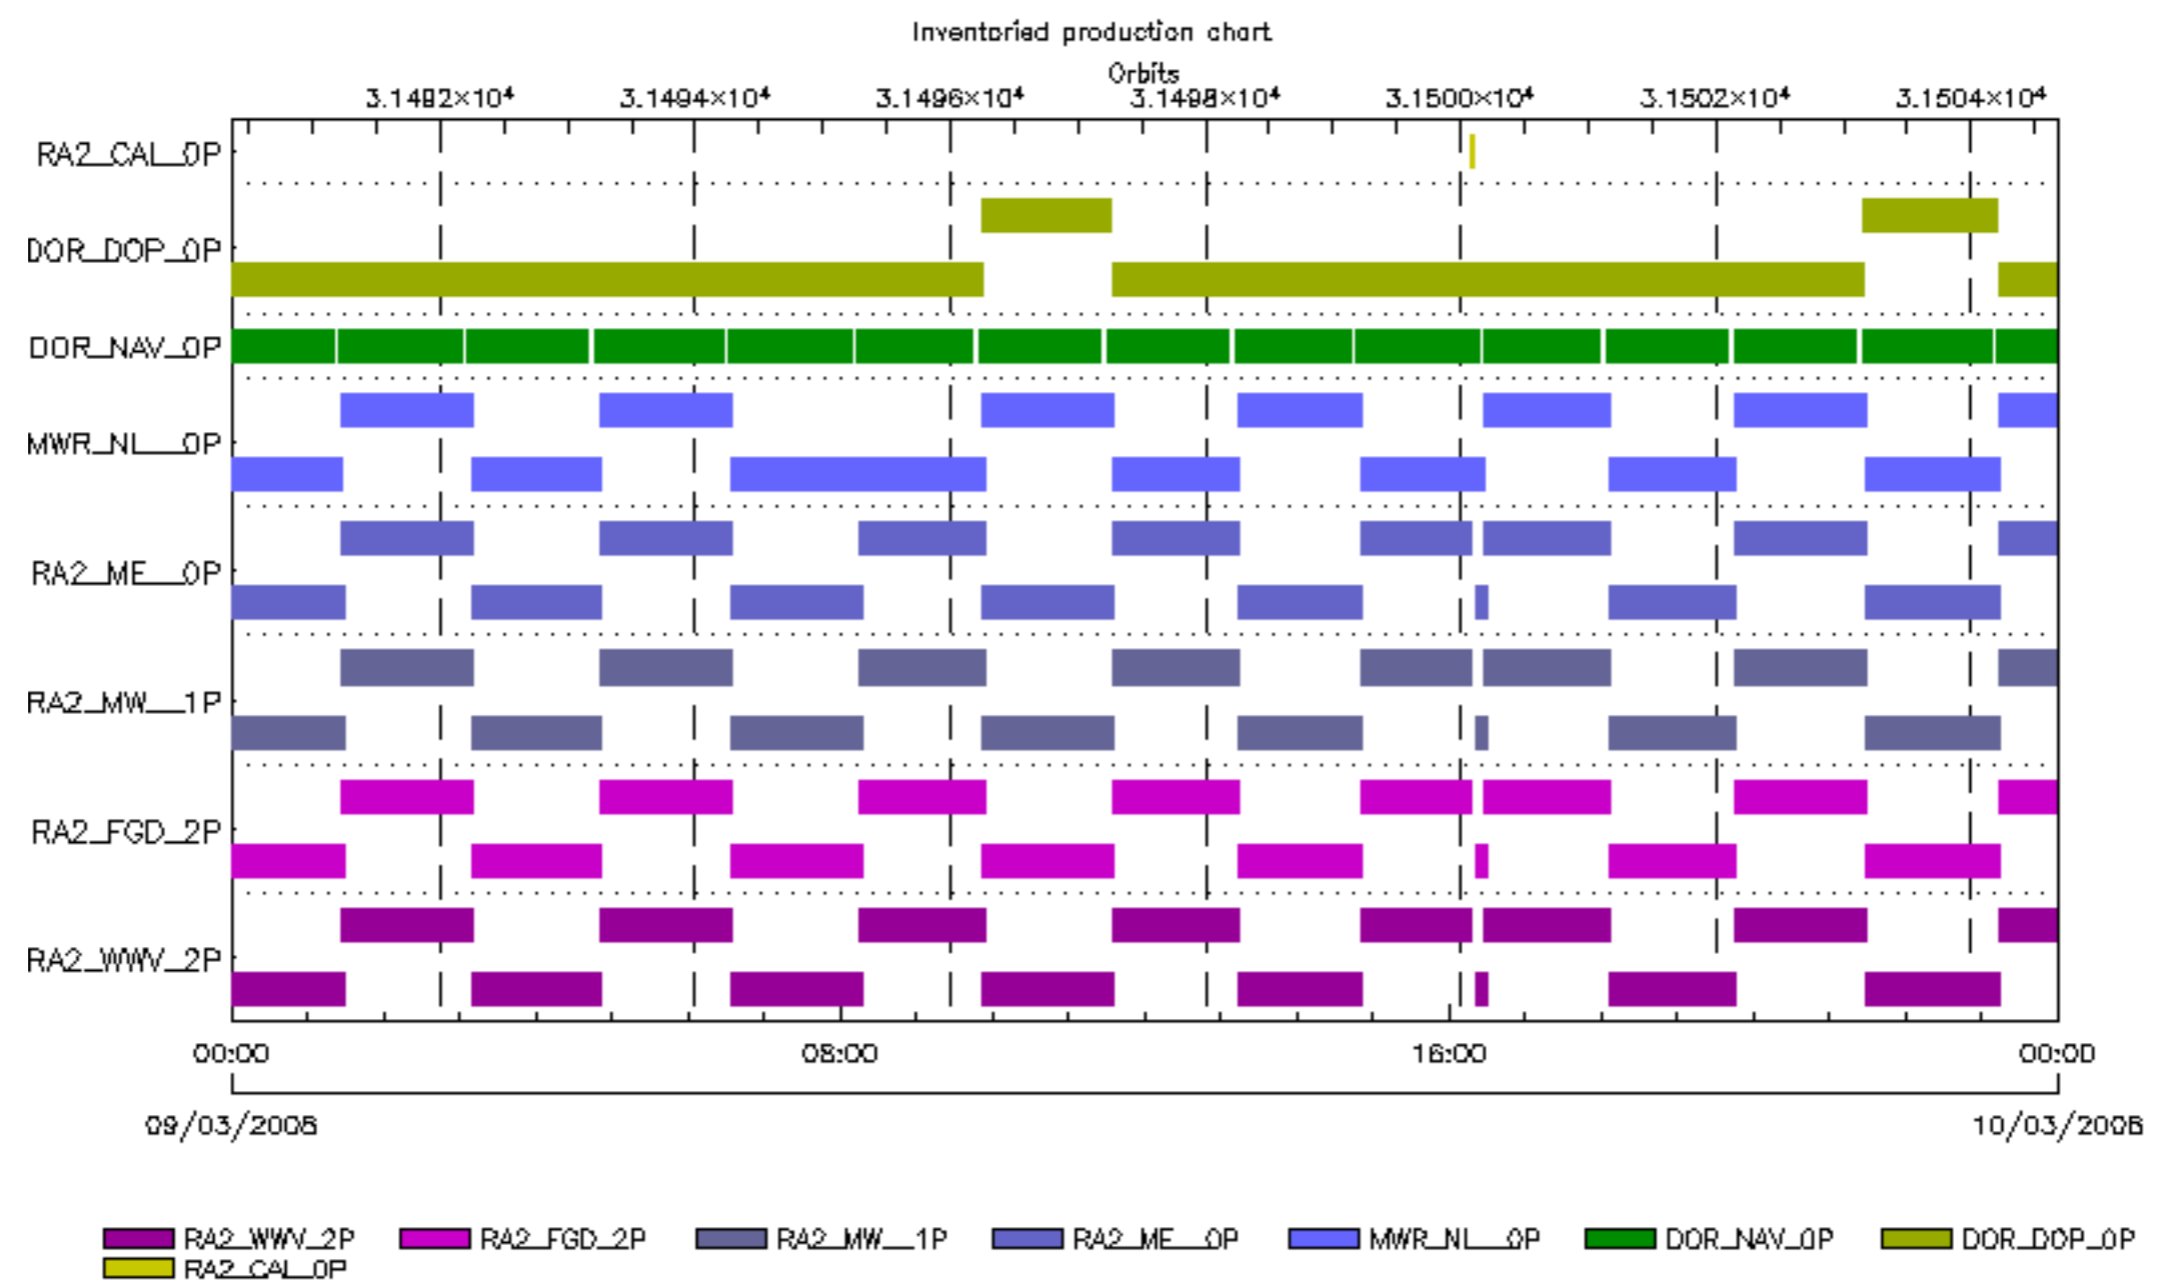 Inventoried production chart
Orbits
3.1492×10⁴ 3.1494×10⁴ 3.1496×10⁴ 3.1498×10⁴ 3.1500×10⁴ 3.1502×10⁴ 3.1504×10⁴
RA2_CAL_0P
DOR_DOP_0P
DOR_NAV_0P
MWR_NL__0P
RA2_ME__0P
RA2_MW__1P
RA2_FGD_2P
RA2_WWV_2P
00:00 08:00 16:00 00:00
09/03/2008 10/03/2008
RA2_WWV_2P RA2_FGD_2P RA2_MW__1P RA2_ME__0P MWR_NL__0P DOR_NAV_0P DOR_DOP_0P
RA2_CAL_0P